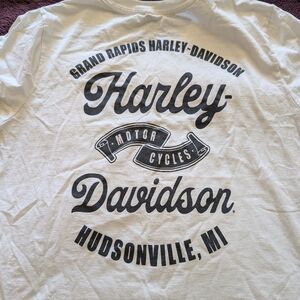 GRAND RAPIDS HARLEY-DAVIDSON
Harley-
MOTOR
CYCLES
Davidson
HUDSONVILLE, MI